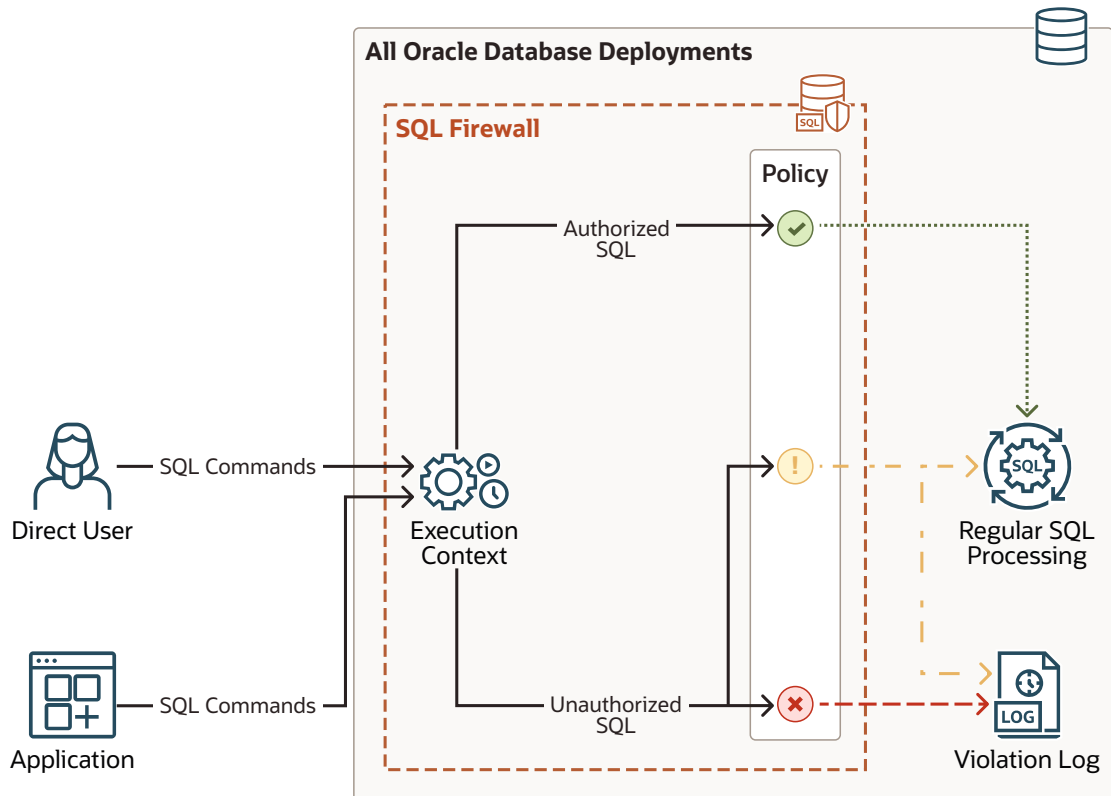 All Oracle Database Deployments
SQL
SQL Firewall
Policy
Authorized
SQL
SQL Commands
Direct User
Execution
Context
SQL
Regular SQL
Processing
SQL Commands
Application
Unauthorized
SQL
LOG
Violation Log